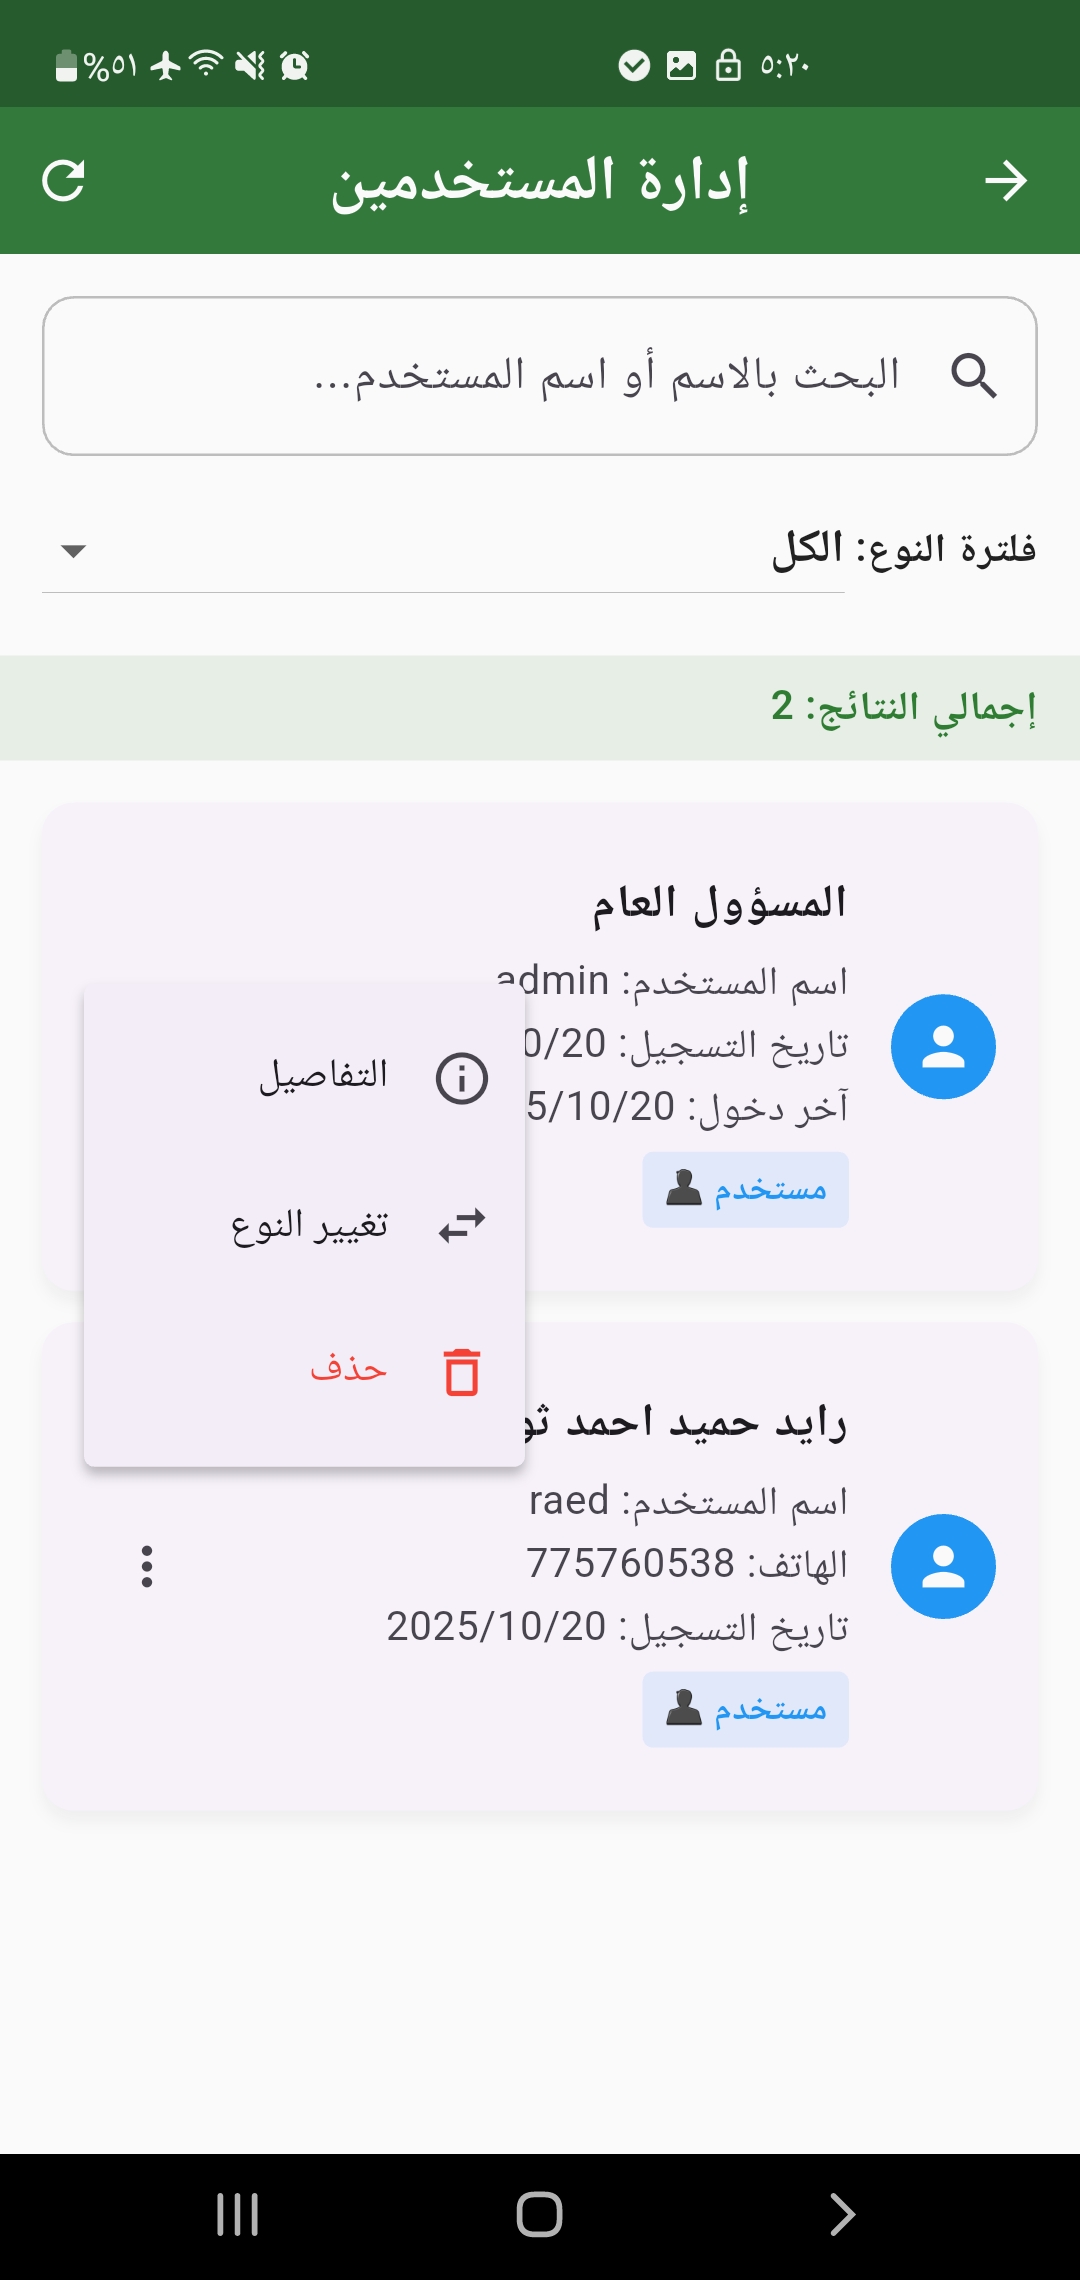 %٥١
٥:٢٠
إدارة المستخدمين
البحث بالاسم أو اسم المستخدم...
فلترة النوع: الكل
إجمالي النتائج: 2
المسؤول العام
اسم المستخدم: admin
تاريخ التسجيل: 0/20
آخر دخول: 5/10/20
مستخدم
التفاصيل
تغيير النوع
حذف
رايد حميد احمد
اسم المستخدم: raed
الهاتف: 775760538
تاريخ التسجيل: 2025/10/20
مستخدم